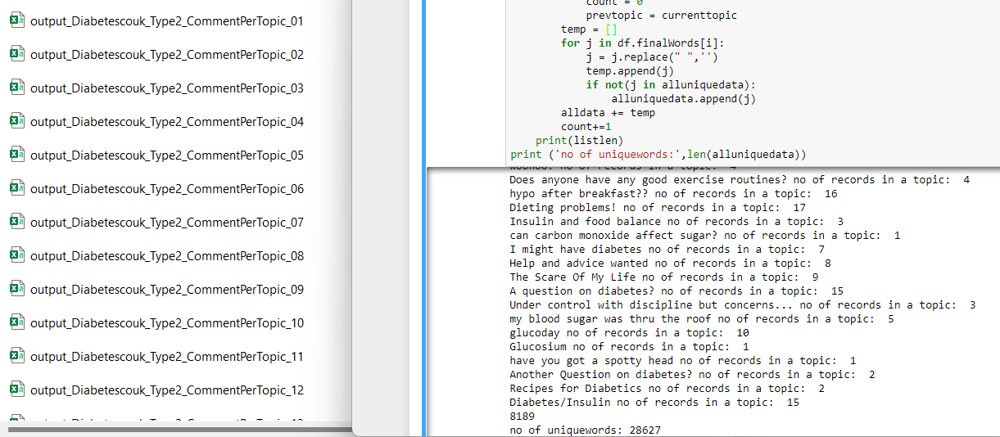 output_Diabetescouk_Type2_CommentPerTopic_01
output_Diabetescouk_Type2_CommentPerTopic_02
output_Diabetescouk_Type2_CommentPerTopic_03
output_Diabetescouk_Type2_CommentPerTopic_04
output_Diabetescouk_Type2_CommentPerTopic_05
output_Diabetescouk_Type2_CommentPerTopic_06
output_Diabetescouk_Type2_CommentPerTopic_07
output_Diabetescouk_Type2_CommentPerTopic_08
output_Diabetescouk_Type2_CommentPerTopic_09
output_Diabetescouk_Type2_CommentPerTopic_10
output_Diabetescouk_Type2_CommentPerTopic_11
output_Diabetescouk_Type2_CommentPerTopic_12
count = 0
prevtopic = currenttopic
temp = []
for j in df.finalWords[i]:
j = j.replace(" ",'')
temp.append(j)
if not(j in alluniquedata):
alluniquedata.append(j)
alldata += temp
count+=1
print(listlen)
print ('no of uniquewords:',len(alluniquedata))
Does anyone have any good exercise routines? no of records in a topic:  4
hypo after breakfast?? no of records in a topic:  16
Dieting problems! no of records in a topic:  17
Insulin and food balance no of records in a topic:  3
can carbon monoxide affect sugar? no of records in a topic:  1
I might have diabetes no of records in a topic:  7
Help and advice wanted no of records in a topic:  8
The Scare Of My Life no of records in a topic:  9
A question on diabetes? no of records in a topic:  15
Under control with discipline but concerns... no of records in a topic:  3
my blood sugar was thru the roof no of records in a topic:  5
glucoday no of records in a topic:  10
Glucosium no of records in a topic:  1
have you got a spotty head no of records in a topic:  1
Another Question on diabetes? no of records in a topic:  2
Recipes for Diabetics no of records in a topic:  2
Diabetes/Insulin no of records in a topic:  15
8189
no of uniquewords: 28627